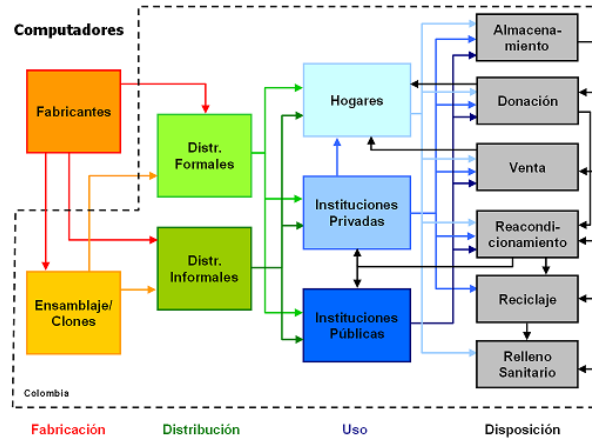 Computadores
Fabricantes
Ensamblaje/
Clones
Colombia
Distr.
Formales
Distr.
Informales
Hogares
Instituciones
Privadas
Instituciones
Públicas
Almacena-
miento
Donación
Venta
Reacondi-
cionamiento
Reciclaje
Relleno
Sanitario
Fabricación
Distribución
Uso
Disposición